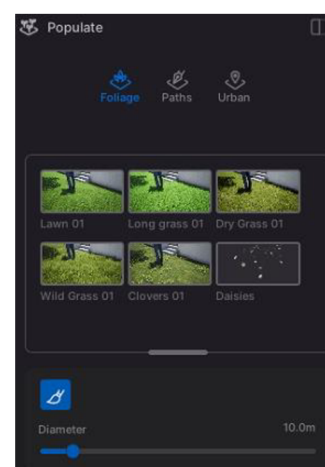 Populate
Foliage Paths Urban
Lawn 01 Long grass 01 Dry Grass 01
Wild Grass 01 Clovers 01 Daisies
Diameter 10.0m